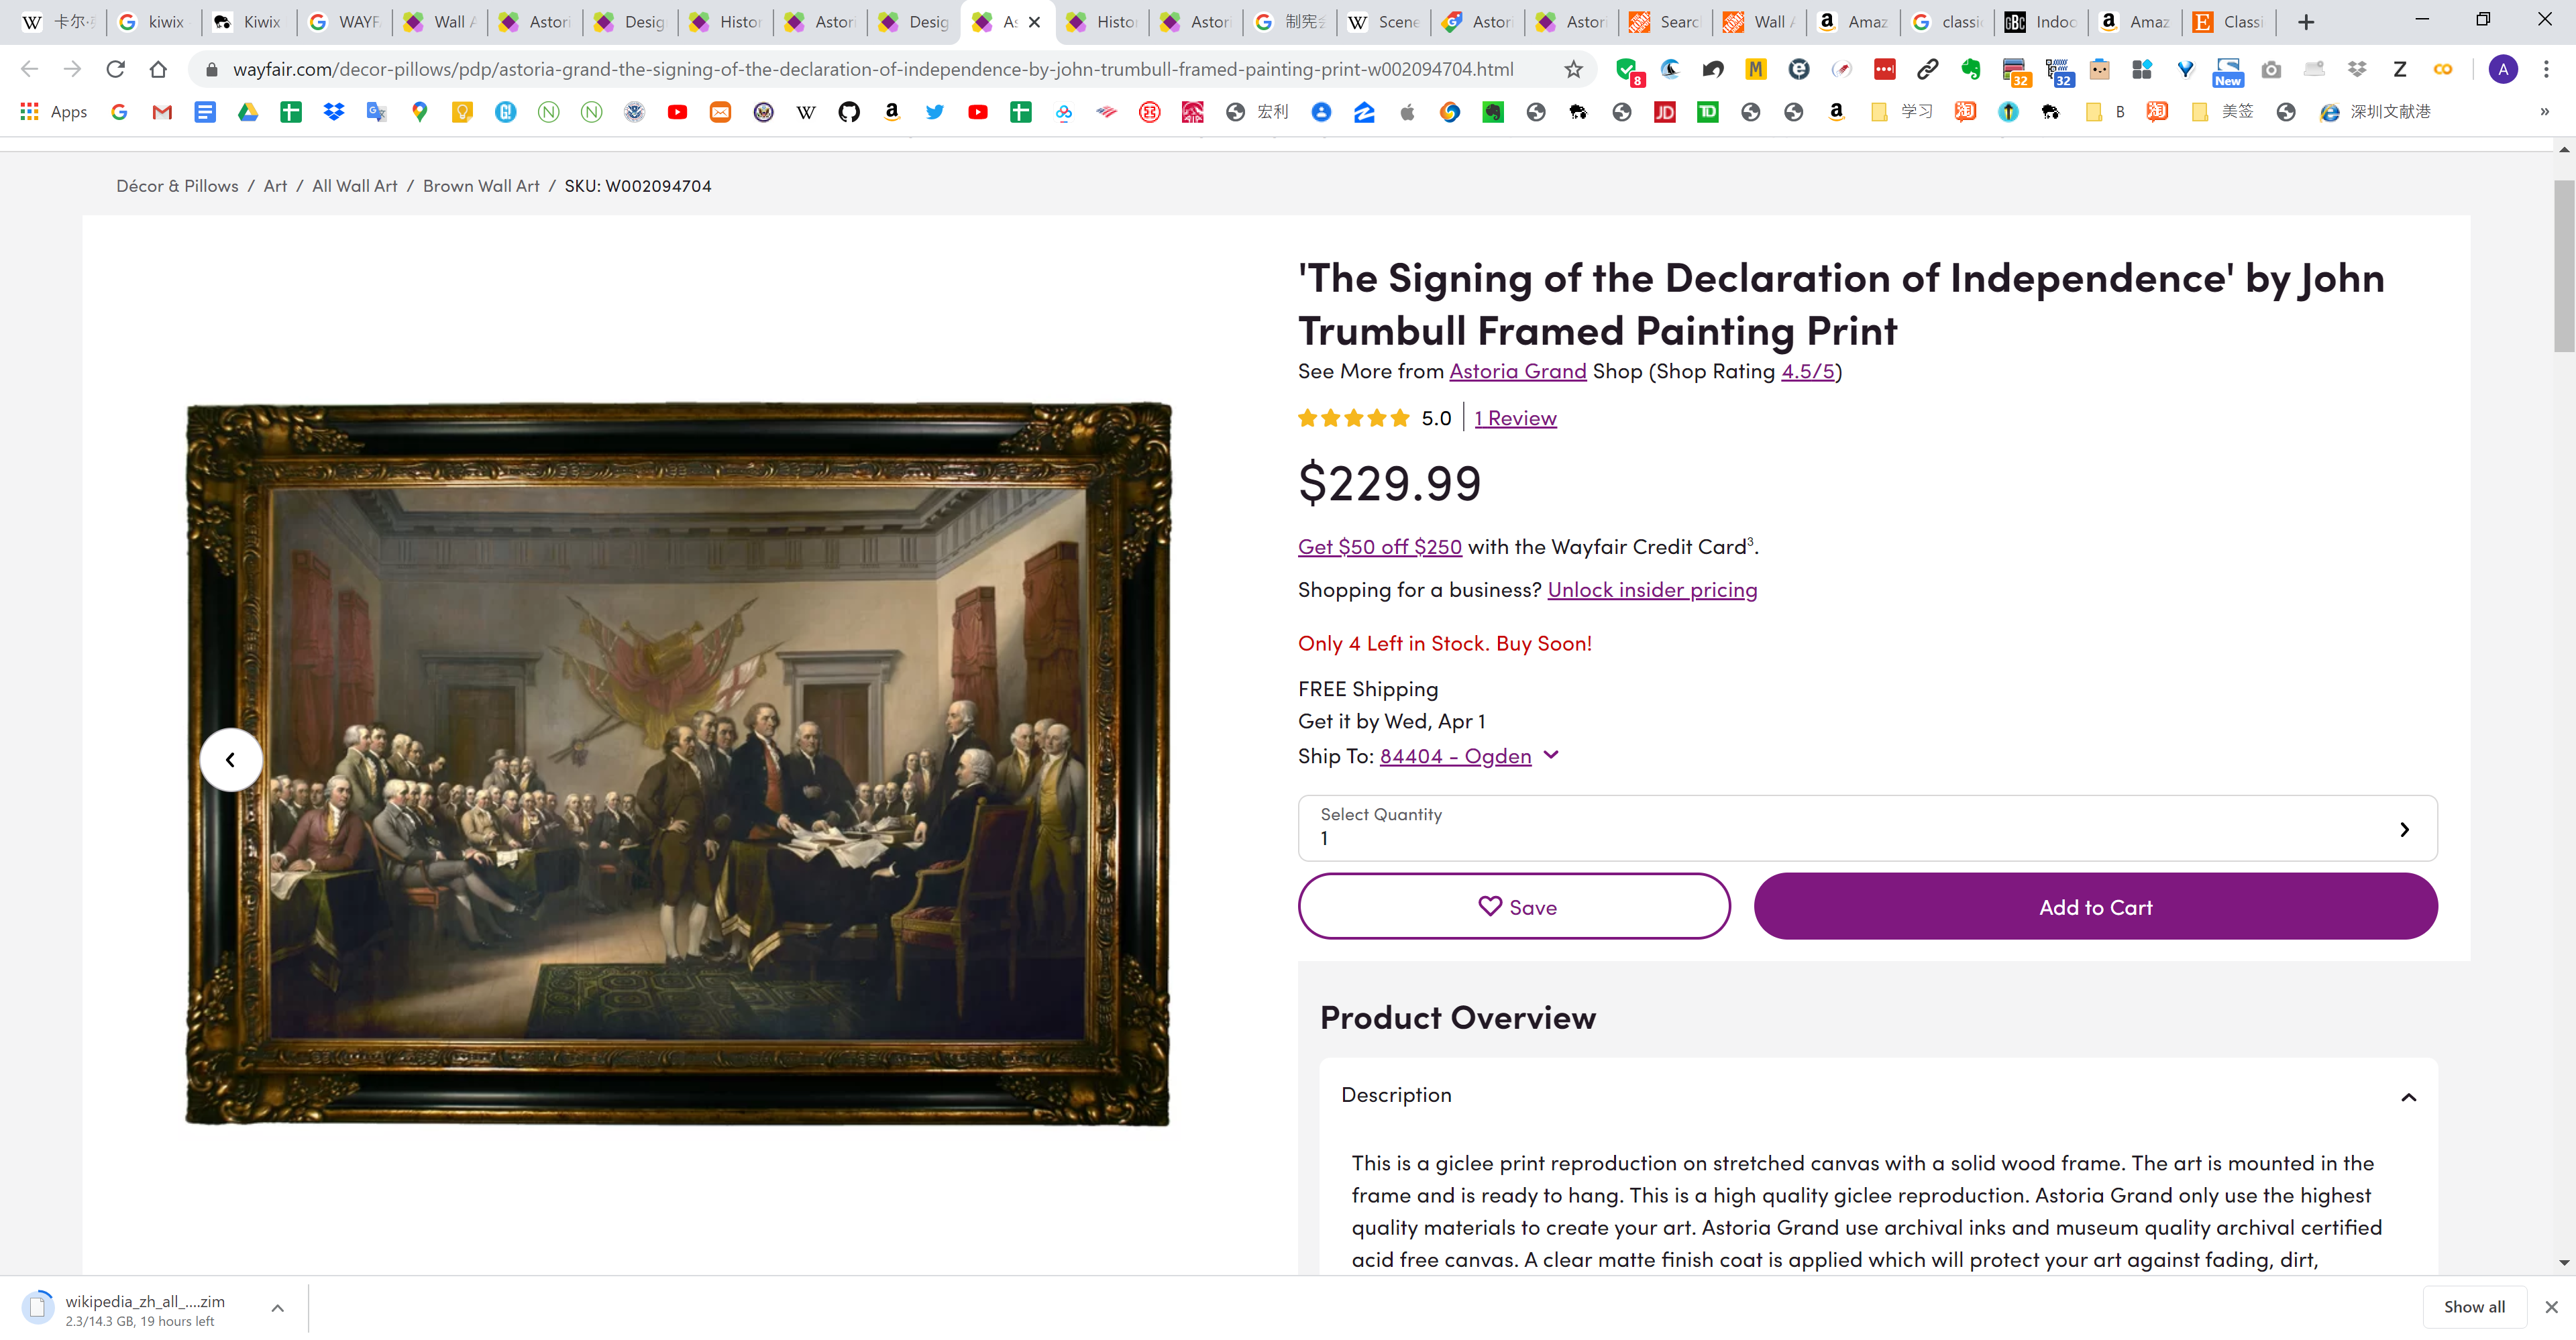 卡尔·
kiwix
Kiwix
WAYF
Wall A
Astori
Desig
Histor
Astori
Desig
As
Histor
Astori
制宪会
Scene
Astori
Astori
Searc
Wall A
Amaz
classic
Indoo
Amaz
Classi
wayfair.com/decor-pillows/pdp/astoria-grand-the-signing-of-the-declaration-of-independence-by-john-trumbull-framed-painting-print-w002094704.html
8
32
32
New
A
Apps
宏利
学习
B
美签
深圳文献港
Décor & Pillows / Art / All Wall Art / Brown Wall Art / SKU: W002094704
'The Signing of the Declaration of Independence' by John
Trumbull Framed Painting Print
See More from Astoria Grand Shop (Shop Rating 4.5/5)
5.0 | 1 Review
$229.99
Get $50 off $250 with the Wayfair Credit Card³.
Shopping for a business? Unlock insider pricing
Only 4 Left in Stock. Buy Soon!
FREE Shipping
Get it by Wed, Apr 1
Ship To: 84404 - Ogden
Select Quantity
1
Save
Add to Cart
Product Overview
Description
This is a giclee print reproduction on stretched canvas with a solid wood frame. The art is mounted in the
frame and is ready to hang. This is a high quality giclee reproduction. Astoria Grand only use the highest
quality materials to create your art. Astoria Grand use archival inks and museum quality archival certified
acid free canvas. A clear matte finish coat is applied which will protect your art against fading, dirt,
wikipedia_zh_all_....zim
2.3/14.3 GB, 19 hours left
Show all